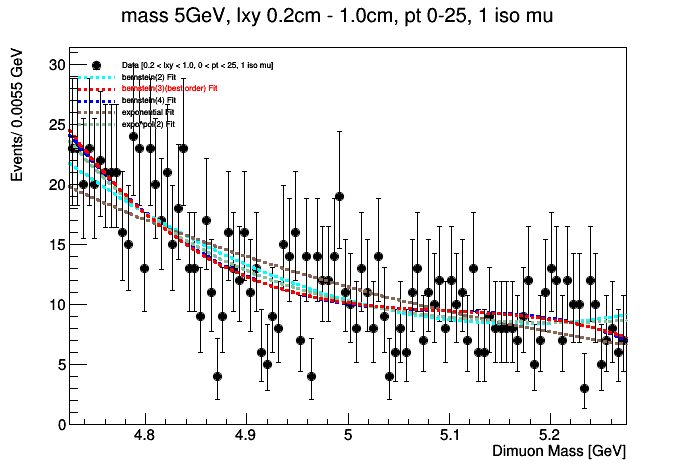 mass 5GeV, lxy 0.2cm - 1.0cm, pt 0-25, 1 iso mu
Events/ 0.0055 GeV
30
25
20
15
10
5
0
Data [0.2 < lxy < 1.0, 0 < pt < 25, 1 iso mu]
bernstein(2) Fit
bernstein(3)(best order) Fit
bernstein(4) Fit
exponential Fit
expo*pol(2) Fit
4.8 4.9 5 5.1 5.2
Dimuon Mass [GeV]